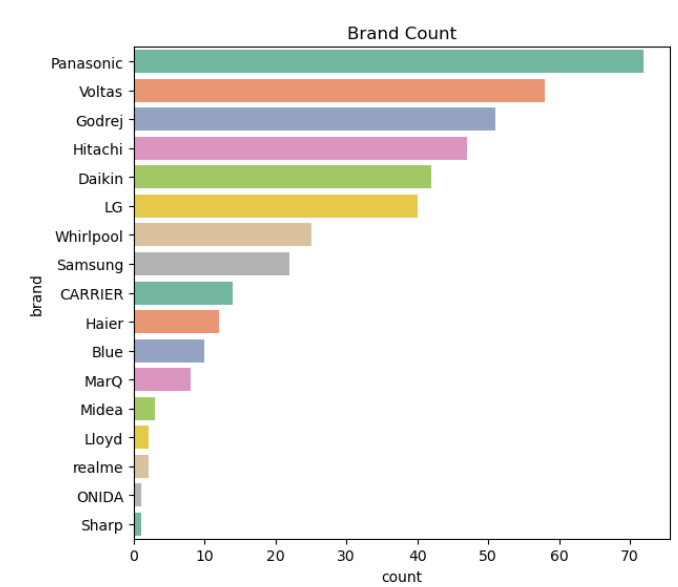 Brand Count
Panasonic
Voltas
Godrej
Hitachi
Daikin
LG
Whirlpool
Samsung
CARRIER
Haier
Blue
MarQ
Midea
Lloyd
realme
ONIDA
Sharp
brand
0 10 20 30 40 50 60 70
count